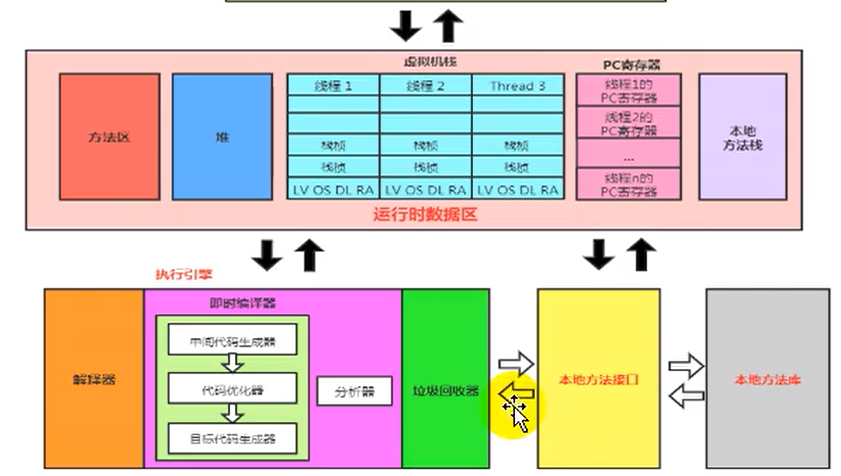 虚拟机栈
PC寄存器
方法区
堆
线程 1
线程 2
Thread 3
栈桢
栈桢
栈桢
栈桢
栈桢
栈桢
LV OS DL RA
LV OS DL RA
LV OS DL RA
线程1的
PC寄存器
线程2的
PC寄存器
...
线程n的
PC寄存器
本地
方法栈
运行时数据区
执行引擎
解释器
即时编译器
中间代码生成器
代码优化器
目标代码生成器
分析器
垃圾回收器
本地方法接口
本地方法库